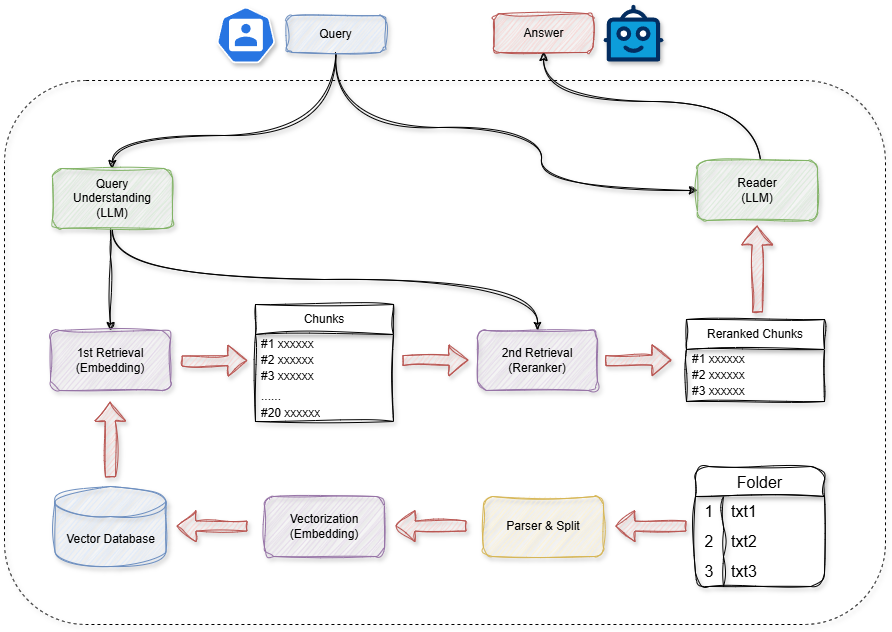 Query
Answer
Query
Understanding
(LLM)
Reader
(LLM)
1st Retrieval
(Embedding)
Chunks
#1 xxxxxx
#2 xxxxxx
#3 xxxxxx
......
#20 xxxxxx
2nd Retrieval
(Reranker)
Reranked Chunks
#1 xxxxxx
#2 xxxxxx
#3 xxxxxx
Vector Database
Vectorization
(Embedding)
Parser & Split
Folder
1 txt1
2 txt2
3 txt3